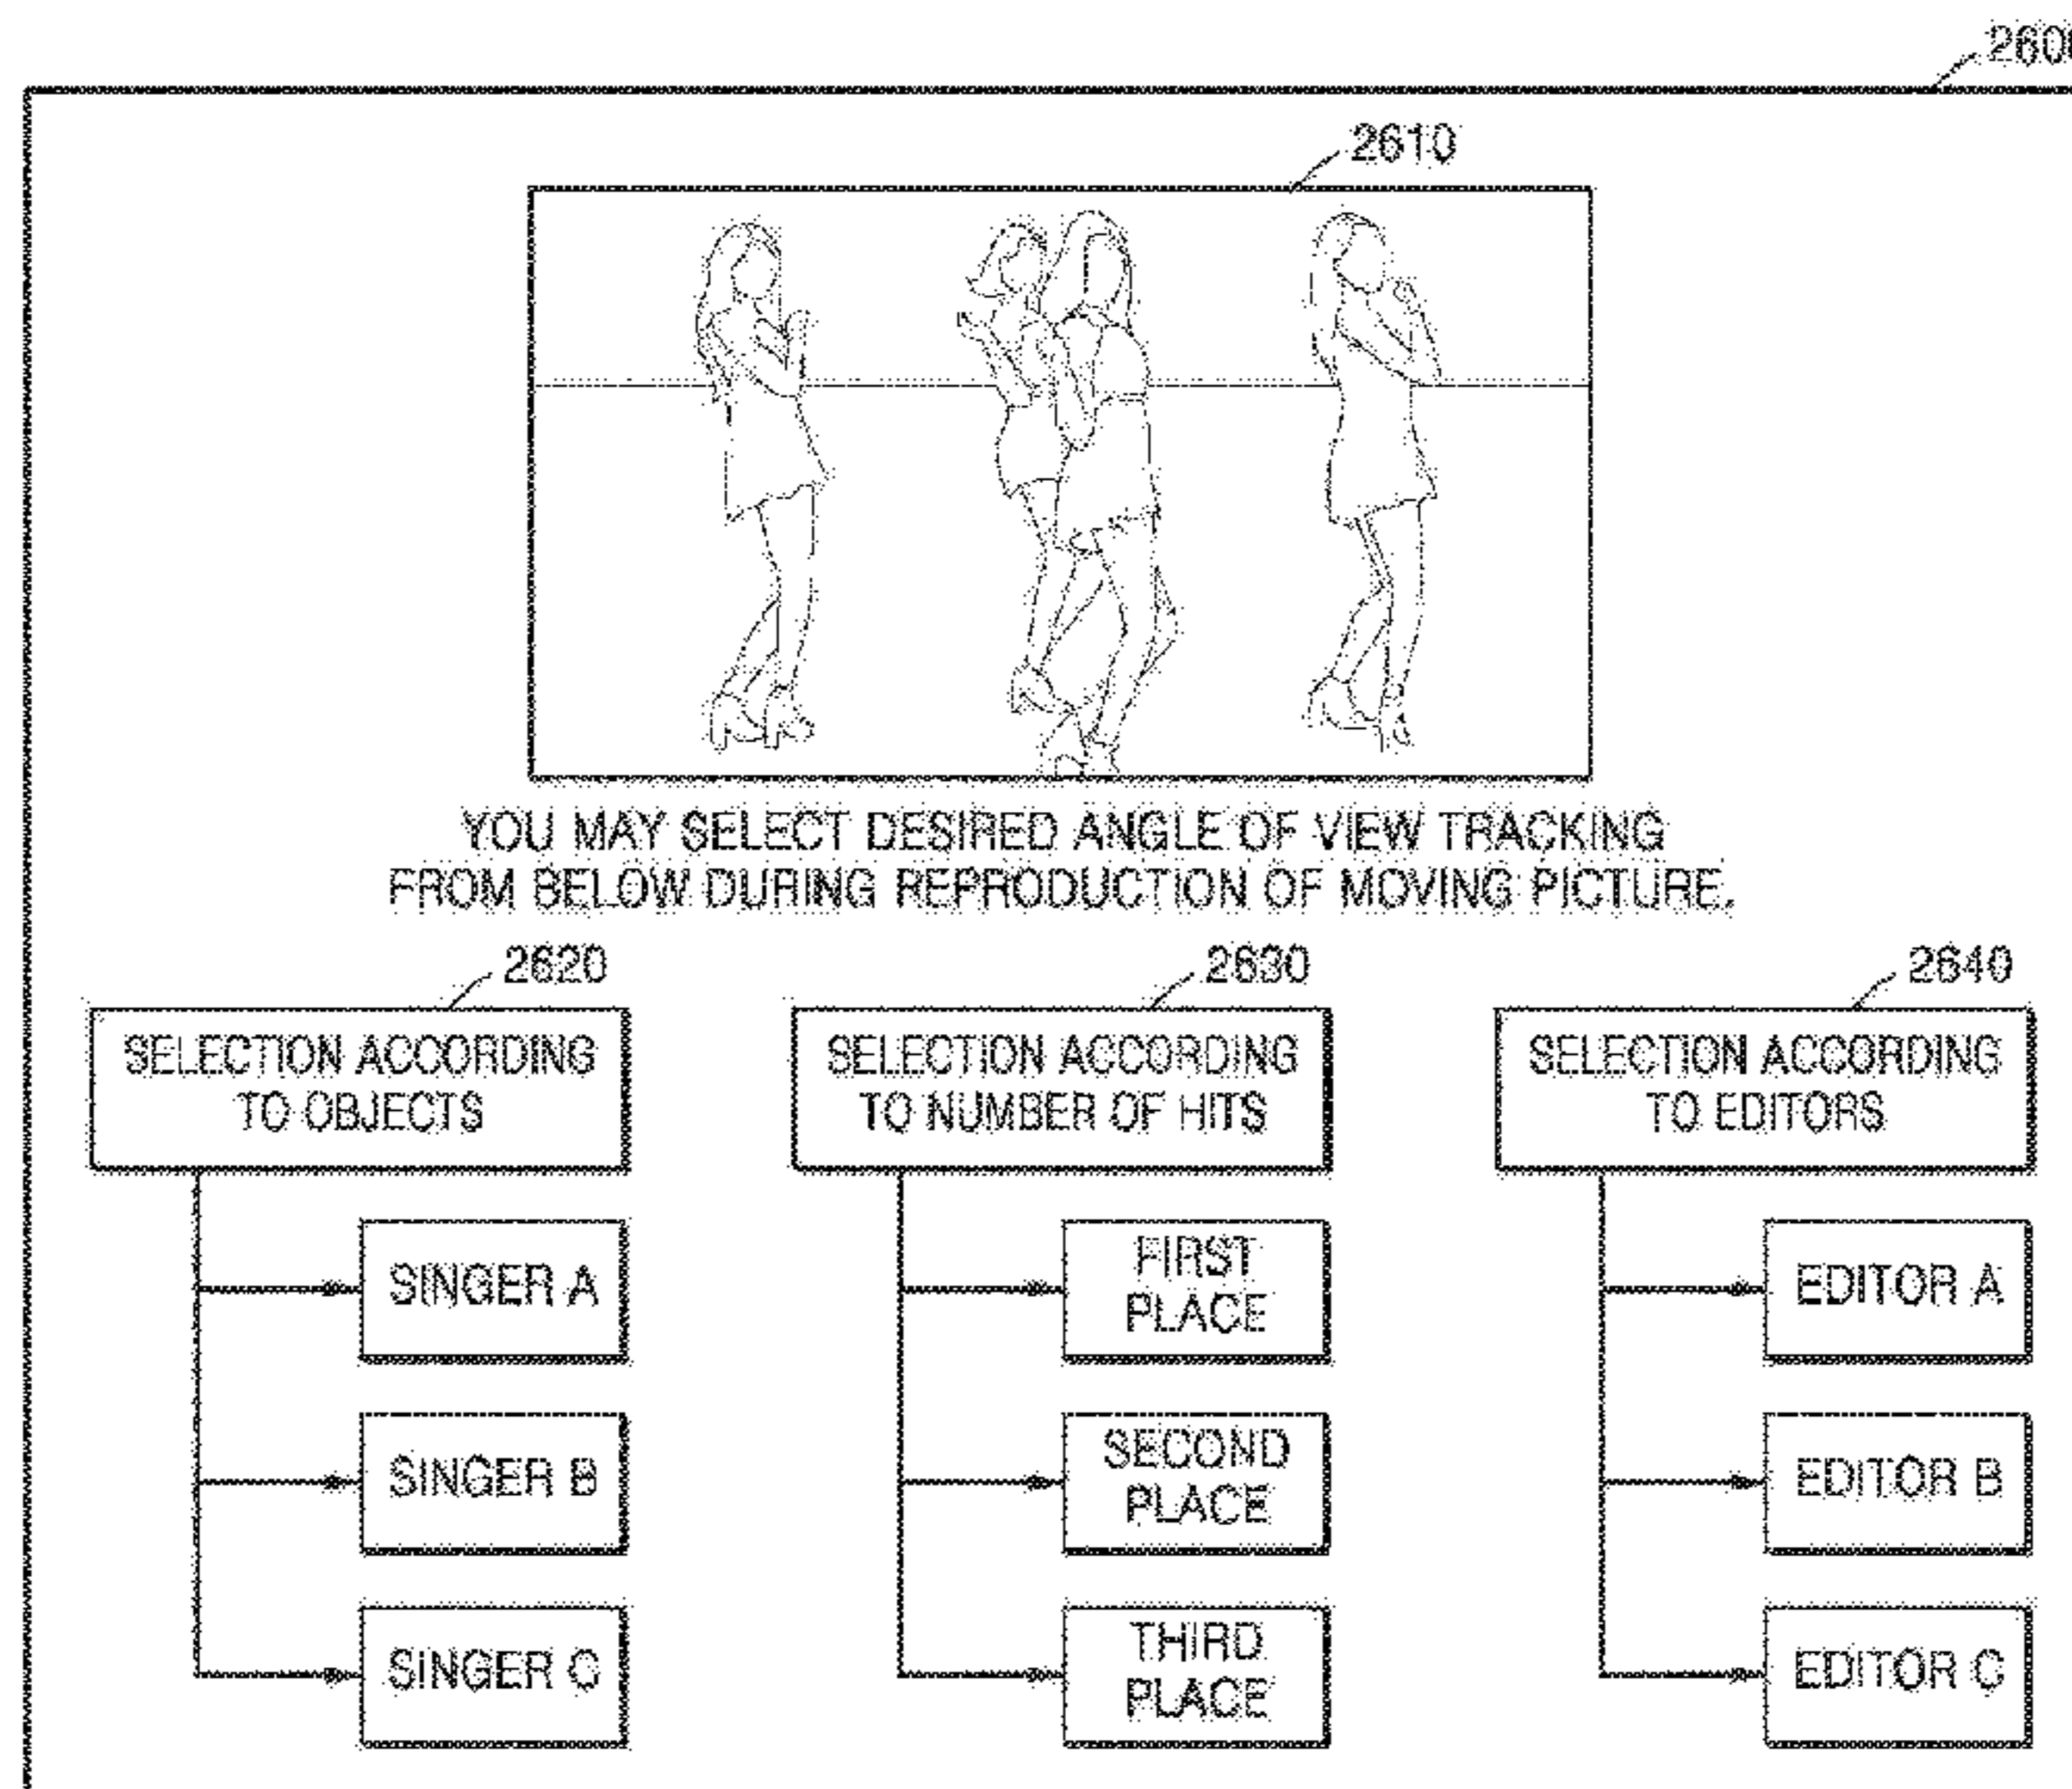 2600
2610
YOU MAY SELECT DESIRED ANGLE OF VIEW TRACKING
FROM BELOW DURING REPRODUCTION OF MOVING PICTURE.
2620
SELECTION ACCORDING
TO OBJECTS
SINGER A
SINGER B
SINGER C
2630
SELECTION ACCORDING
TO NUMBER OF HITS
FIRST
PLACE
SECOND
PLACE
THIRD
PLACE
2640
SELECTION ACCORDING
TO EDITORS
EDITOR A
EDITOR B
EDITOR C